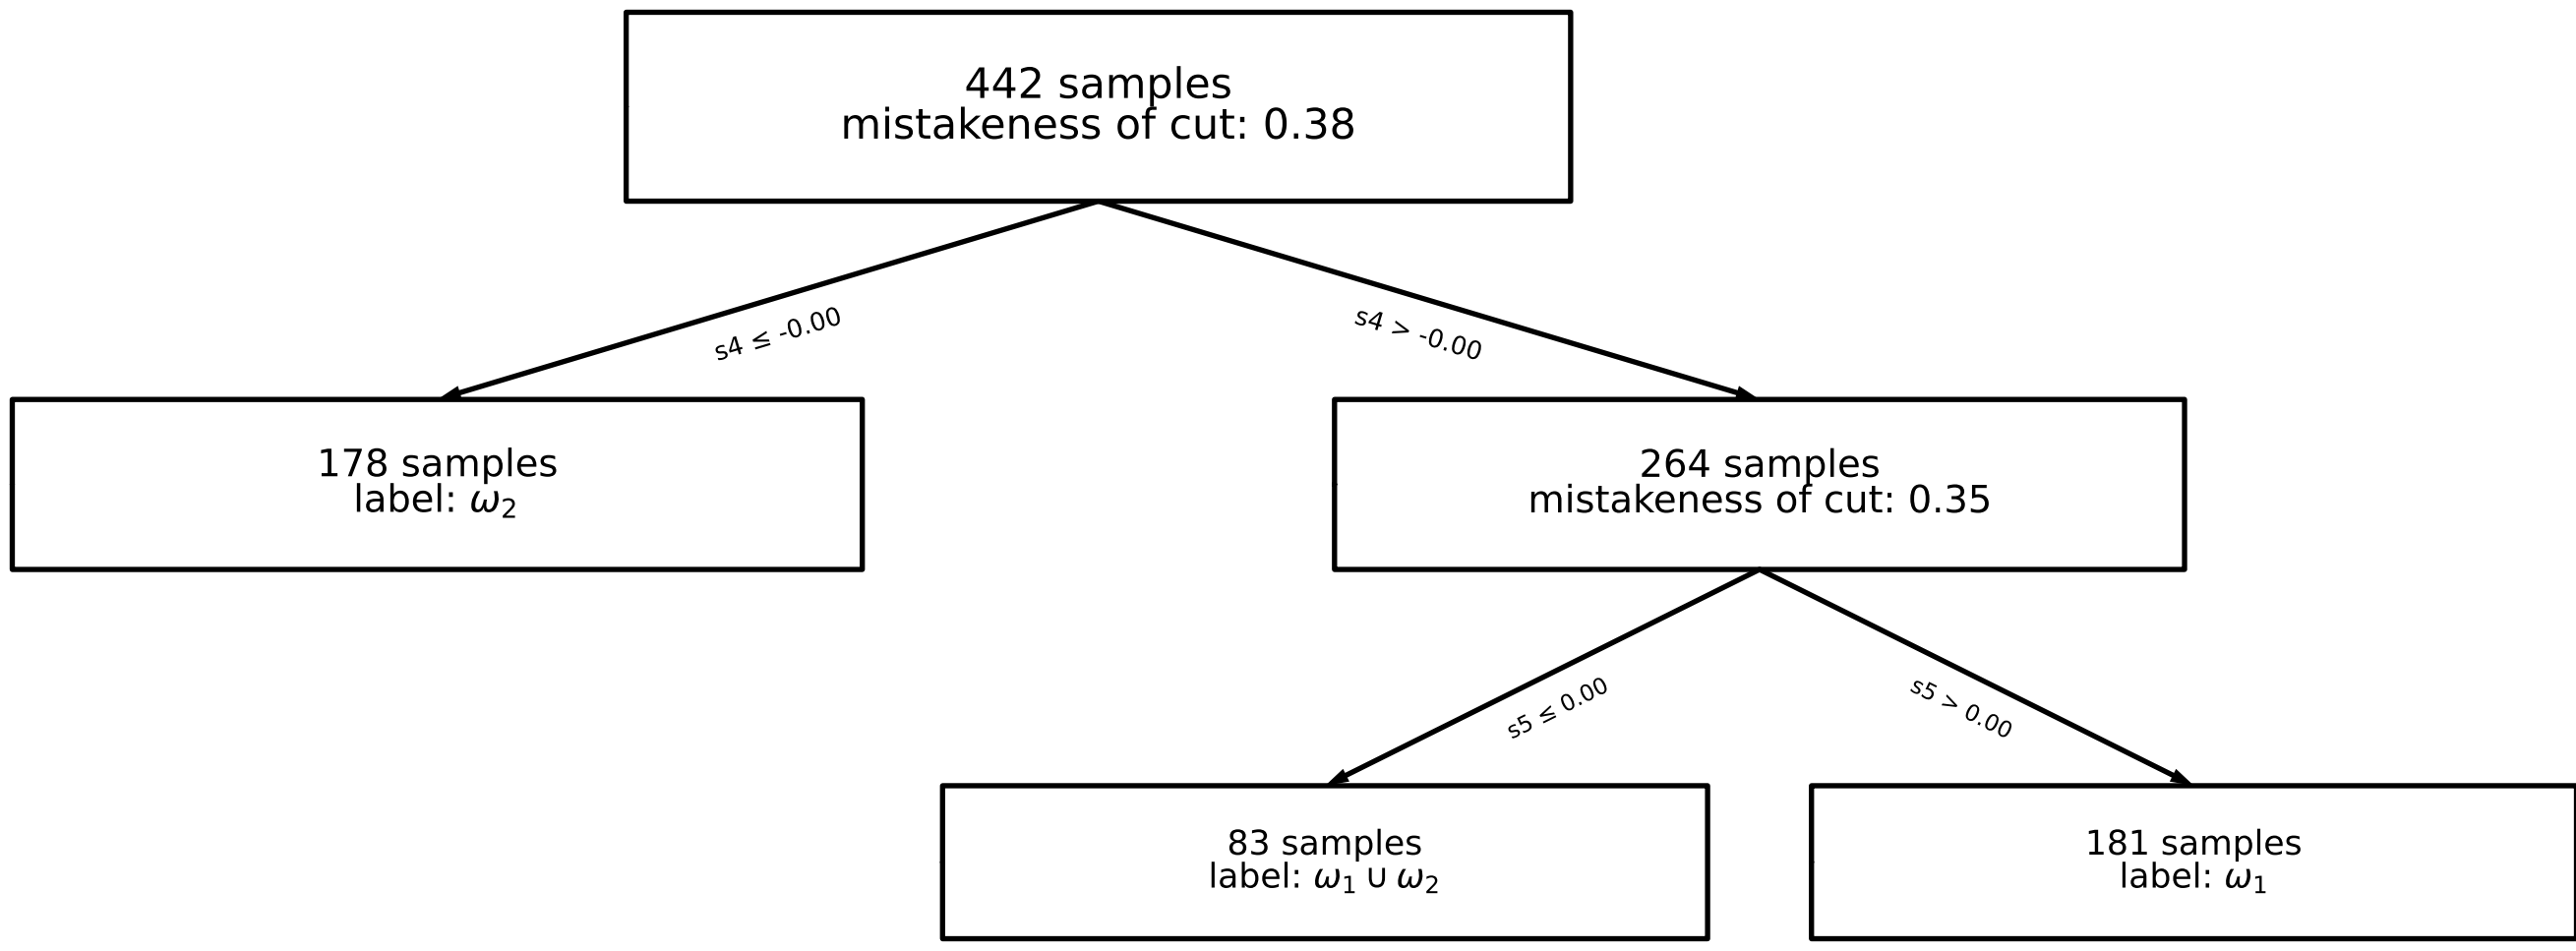 442 samples
mistakeness of cut: 0.38
s4 ≤ -0.00
s4 > -0.00
178 samples
label: ω₂
264 samples
mistakeness of cut: 0.35
s5 ≤ 0.00
s5 > 0.00
83 samples
label: ω₁ ∪ ω₂
181 samples
label: ω₁